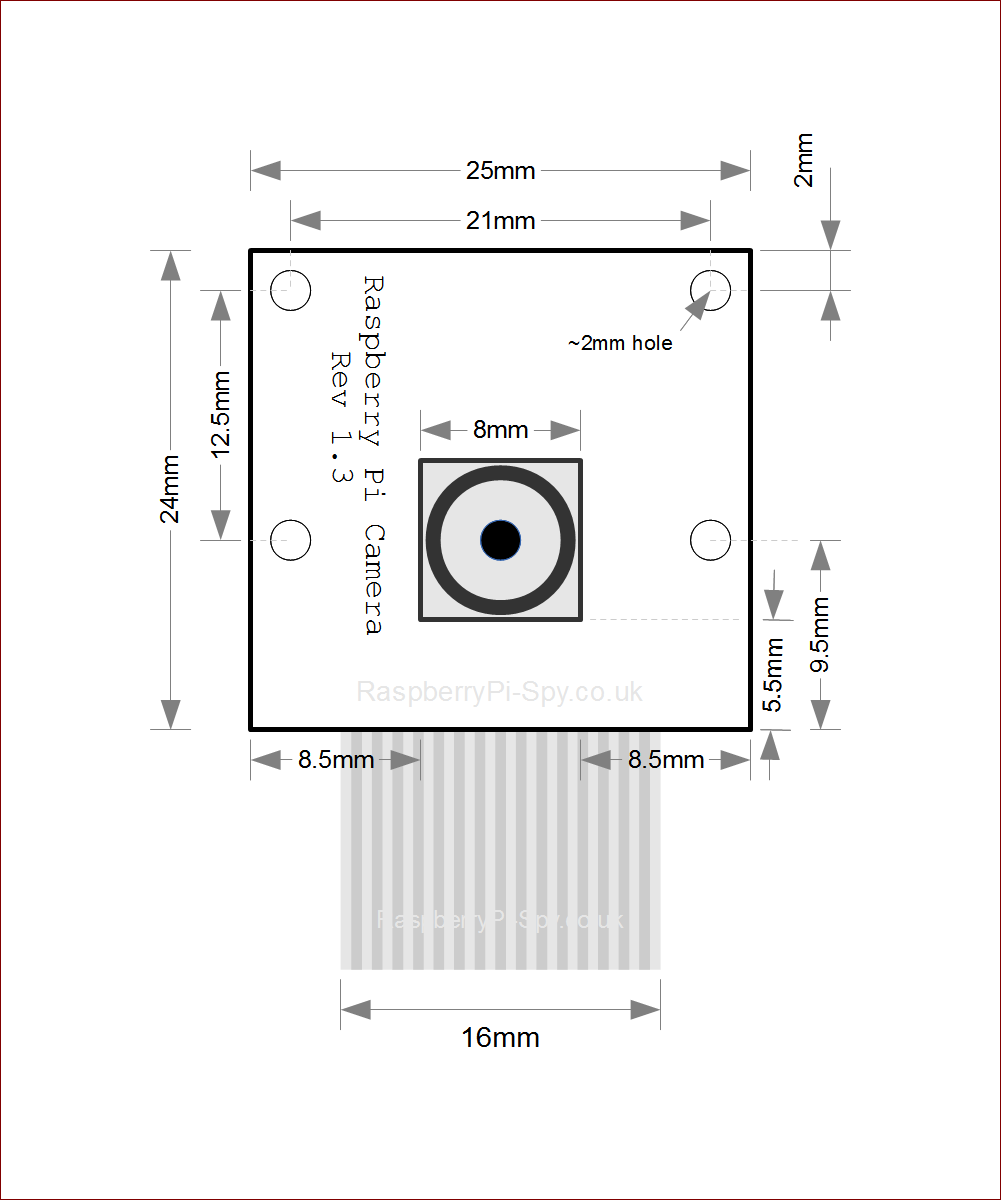 25mm
2mm
21mm
~2mm hole
Raspberry Pi Camera
Rev 1.3
12.5mm
8mm
24mm
9.5mm
5.5mm
RaspberryPi-Spy.co.uk
8.5mm
8.5mm
RaspberryPi-Spy.co.uk
16mm